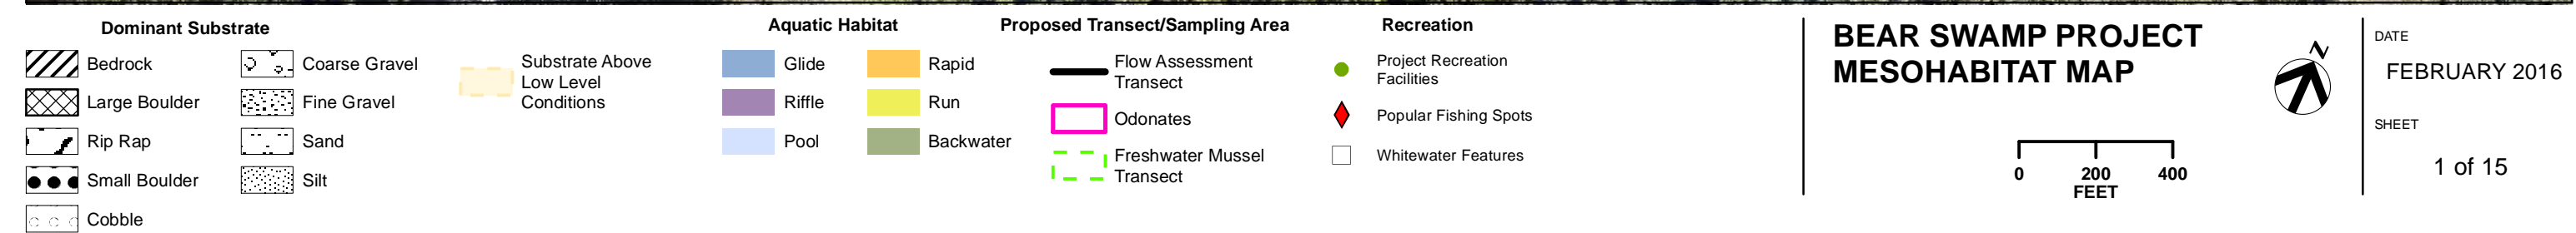 Dominant Substrate
Bedrock
Large Boulder
Rip Rap
Small Boulder
Cobble
Coarse Gravel
Fine Gravel
Sand
Silt
Substrate Above
Low Level
Conditions
Aquatic Habitat
Glide
Riffle
Pool
Rapid
Run
Backwater
Proposed Transect/Sampling Area
Flow Assessment
Transect
Odonates
Freshwater Mussel
Transect
Recreation
Project Recreation
Facilities
Popular Fishing Spots
Whitewater Features
BEAR SWAMP PROJECT
MESOHABITAT MAP
N
0 200 400
FEET
DATE
FEBRUARY 2016
SHEET
1 of 15